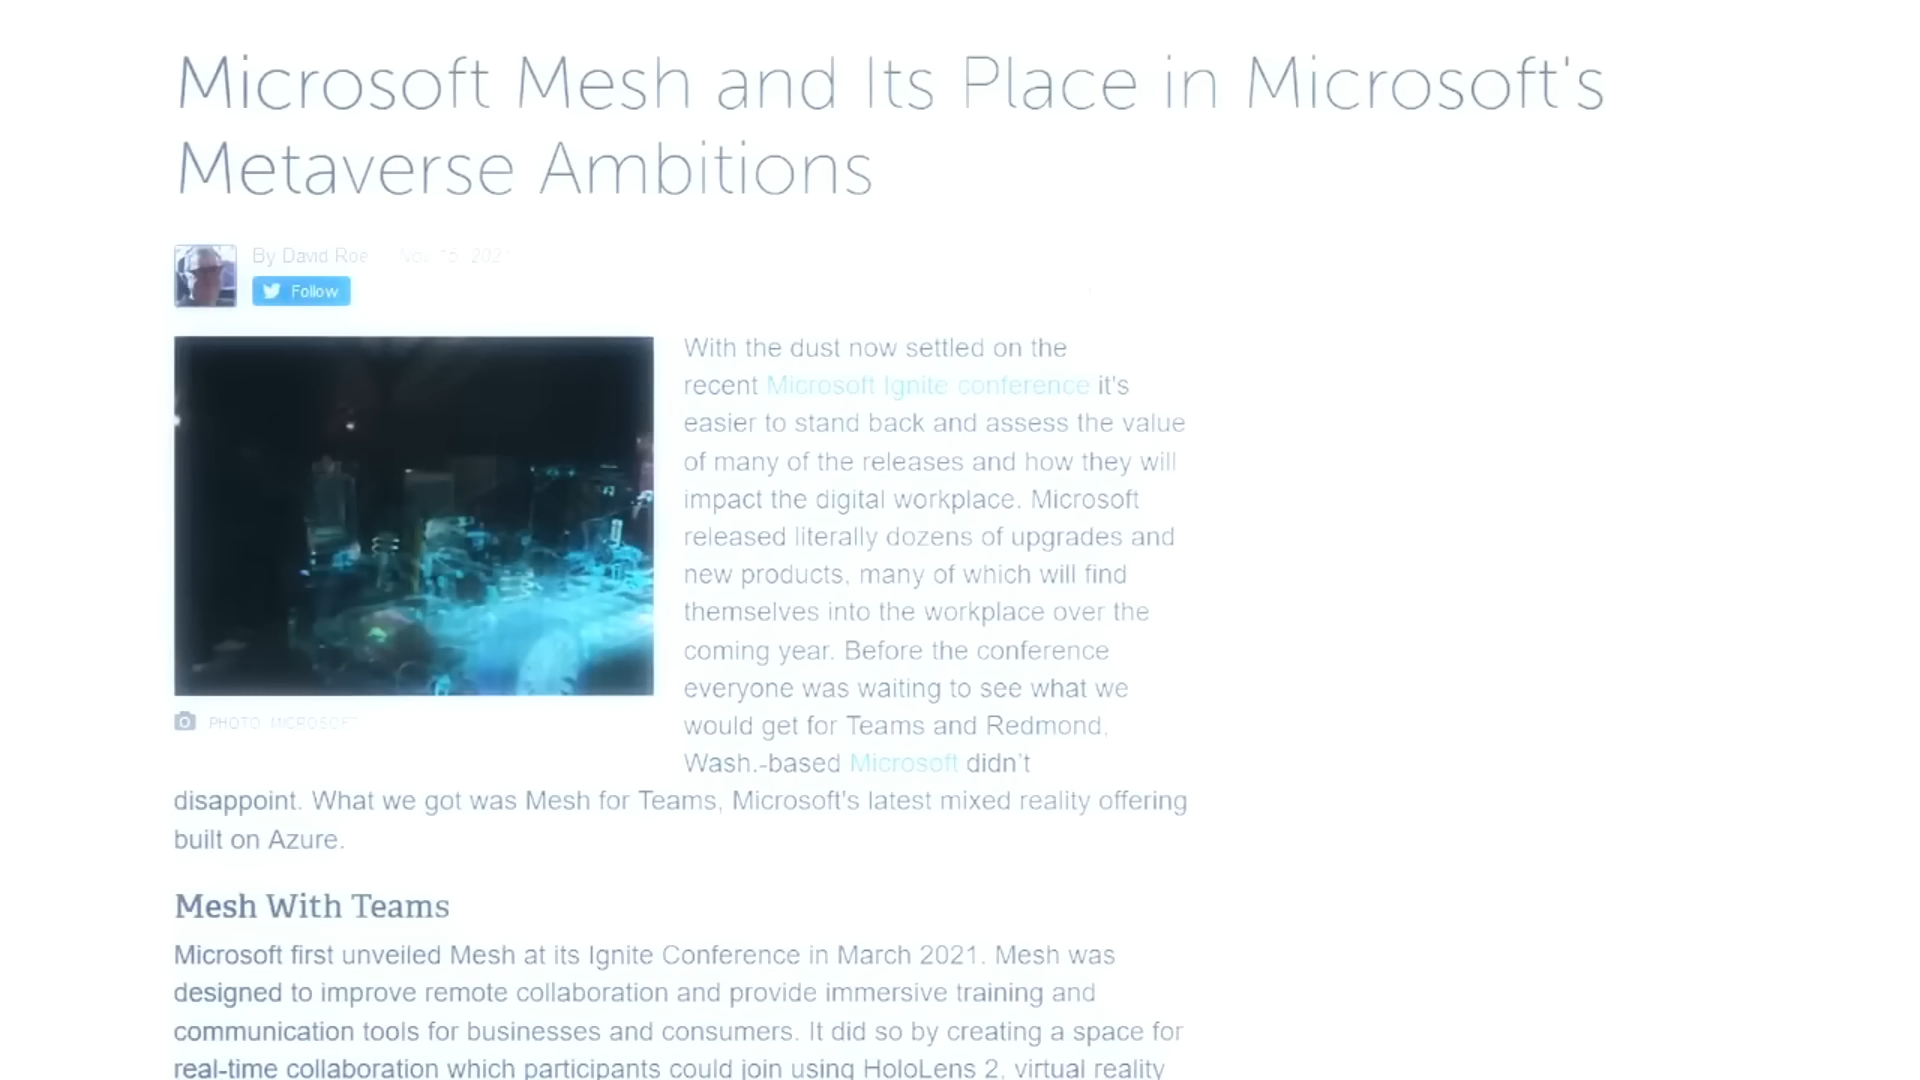 Microsoft Mesh and Its Place in Microsoft's
Metaverse Ambitions
By David Roe Nov 15, 2021
Follow
With the dust now settled on the
recent Microsoft Ignite conference it's
easier to stand back and assess the value
of many of the releases and how they will
impact the digital workplace. Microsoft
released literally dozens of upgrades and
new products, many of which will find
themselves into the workplace over the
coming year. Before the conference
everyone was waiting to see what we
would get for Teams and Redmond,
Wash.-based Microsoft didn't
PHOTO: MICROSOFT
disappoint. What we got was Mesh for Teams, Microsoft's latest mixed reality offering
built on Azure.
Mesh With Teams
Microsoft first unveiled Mesh at its Ignite Conference in March 2021. Mesh was
designed to improve remote collaboration and provide immersive training and
communication tools for businesses and consumers. It did so by creating a space for
real-time collaboration which participants could join using HoloLens 2, virtual reality